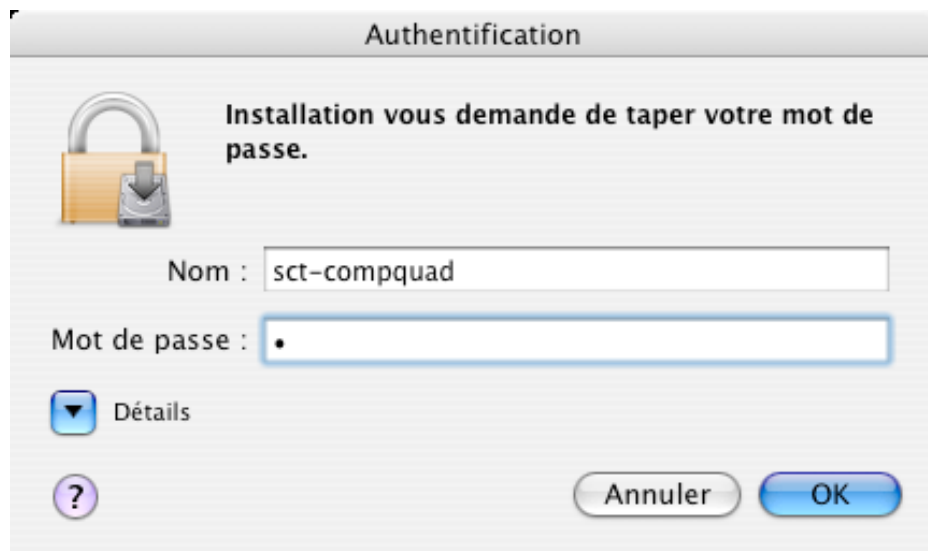 Authentification
Installation vous demande de taper votre mot de
passe.
Nom : sct-compquad
Mot de passe : •
Détails
? Annuler OK